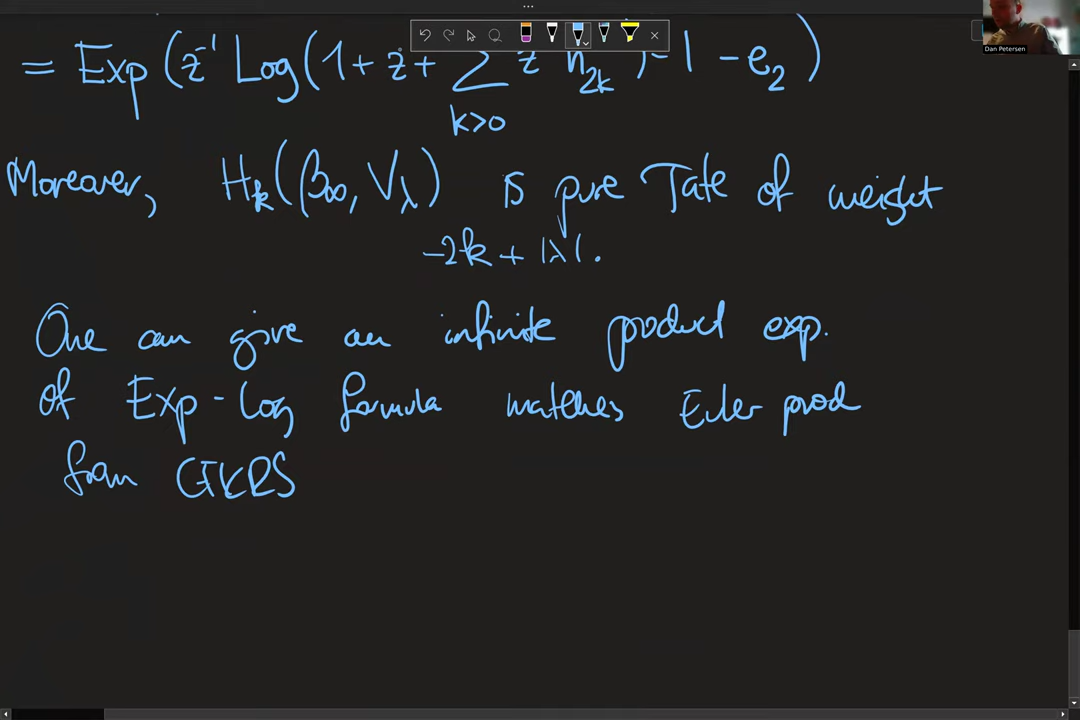 = Exp(z⁻¹ Log(1 + z + ∑ z h₂ₖ) - 1 - e₂)
k>0
Dan Petersen
Moreover, Hₖ(β∞, Vλ) is pure Tate of weight
-2k + |λ|.
One can give an infinite product exp.
of Exp-Log formula matches Euler prod
from